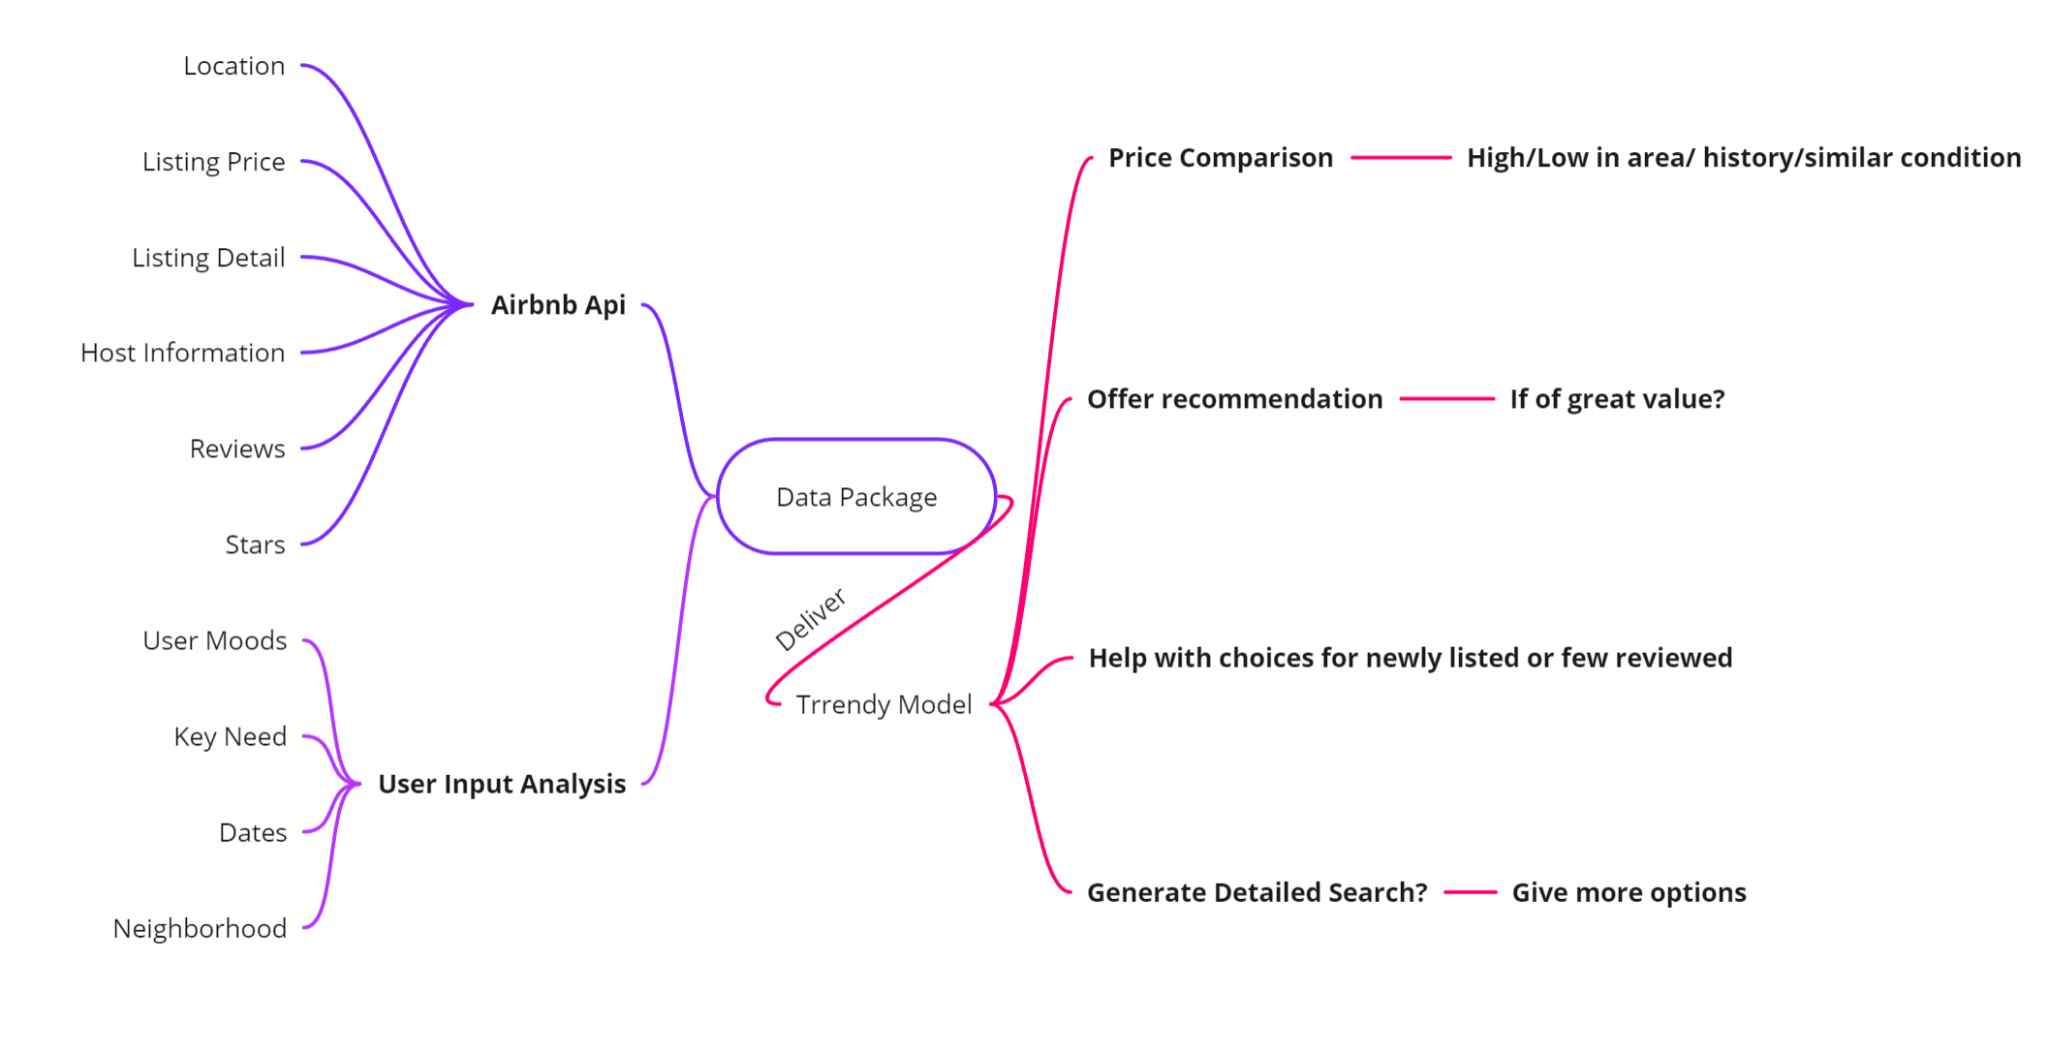 Location
Listing Price
Listing Detail
Host Information
Reviews
Stars
Airbnb Api
User Moods
Key Need
Dates
Neighborhood
User Input Analysis
Data Package
Deliver
Trrendy Model
Price Comparison
High/Low in area/ history/similar condition
Offer recommendation
If of great value?
Help with choices for newly listed or few reviewed
Generate Detailed Search?
Give more options